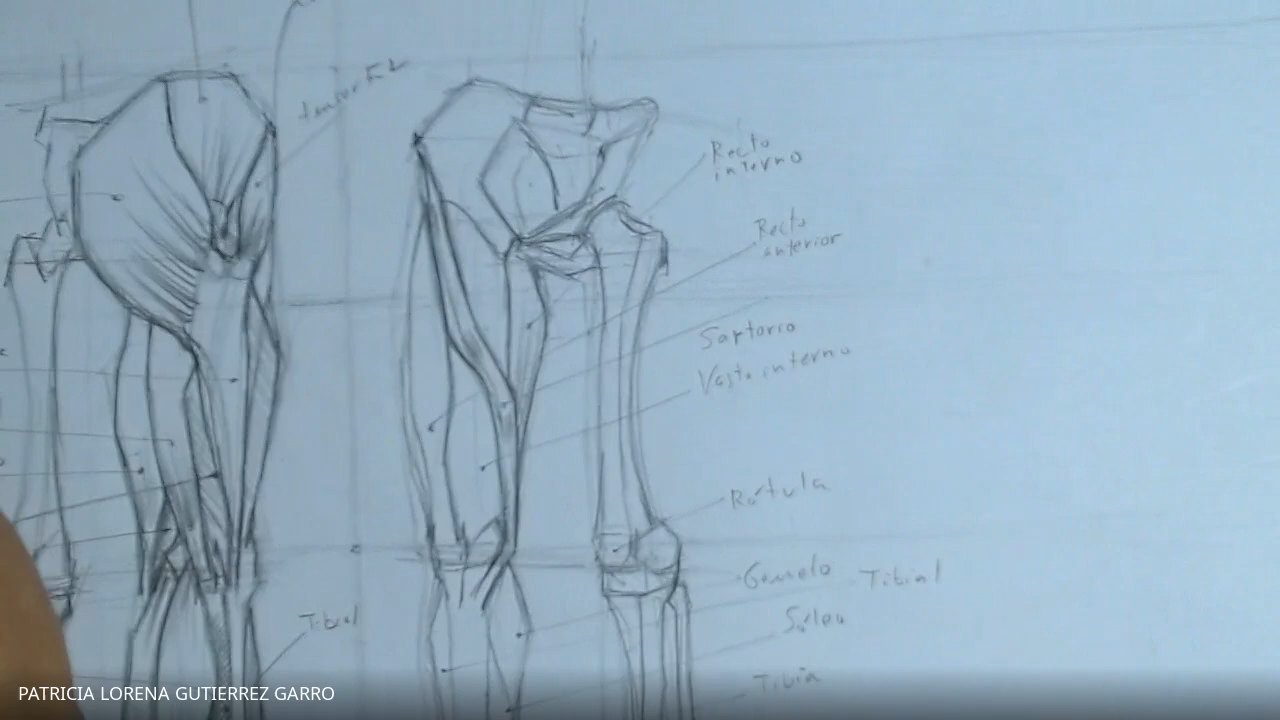 Recto
interno
Recto
anterior
Sartorio
Vasto interno
Rótula
Gemelo
Tibial
Sóleo
Tibia
Tibial
PATRICIA LORENA GUTIERREZ GARRO